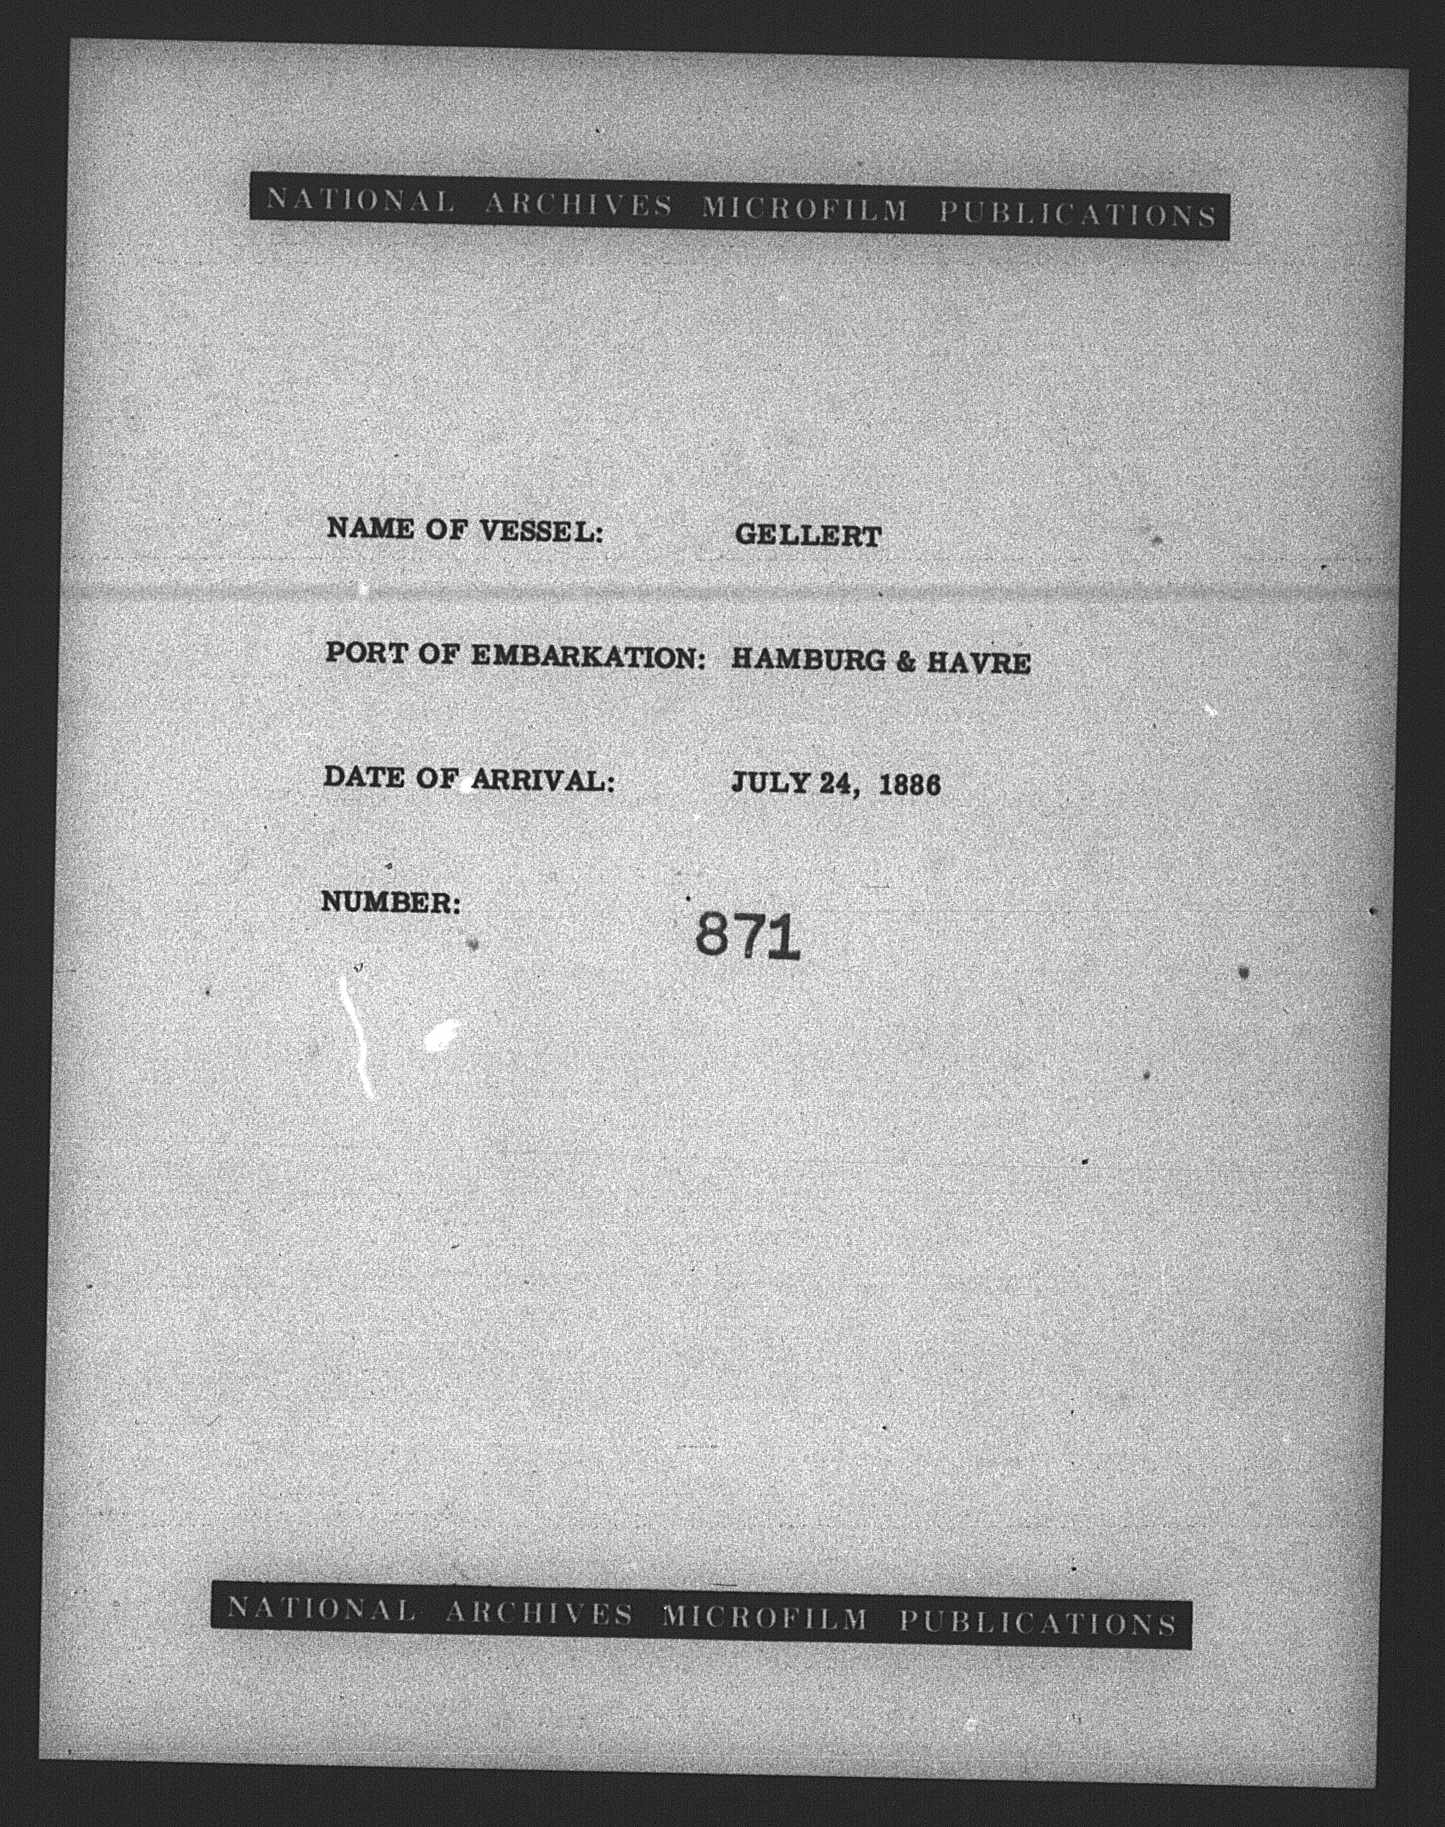 NATIONAL ARCHIVES MICROFILM PUBLICATIONS
NAME OF VESSEL: GELLERT
PORT OF EMBARKATION: HAMBURG & HAVRE
DATE OF ARRIVAL: JULY 24, 1886
NUMBER: 871
NATIONAL ARCHIVES MICROFILM PUBLICATIONS